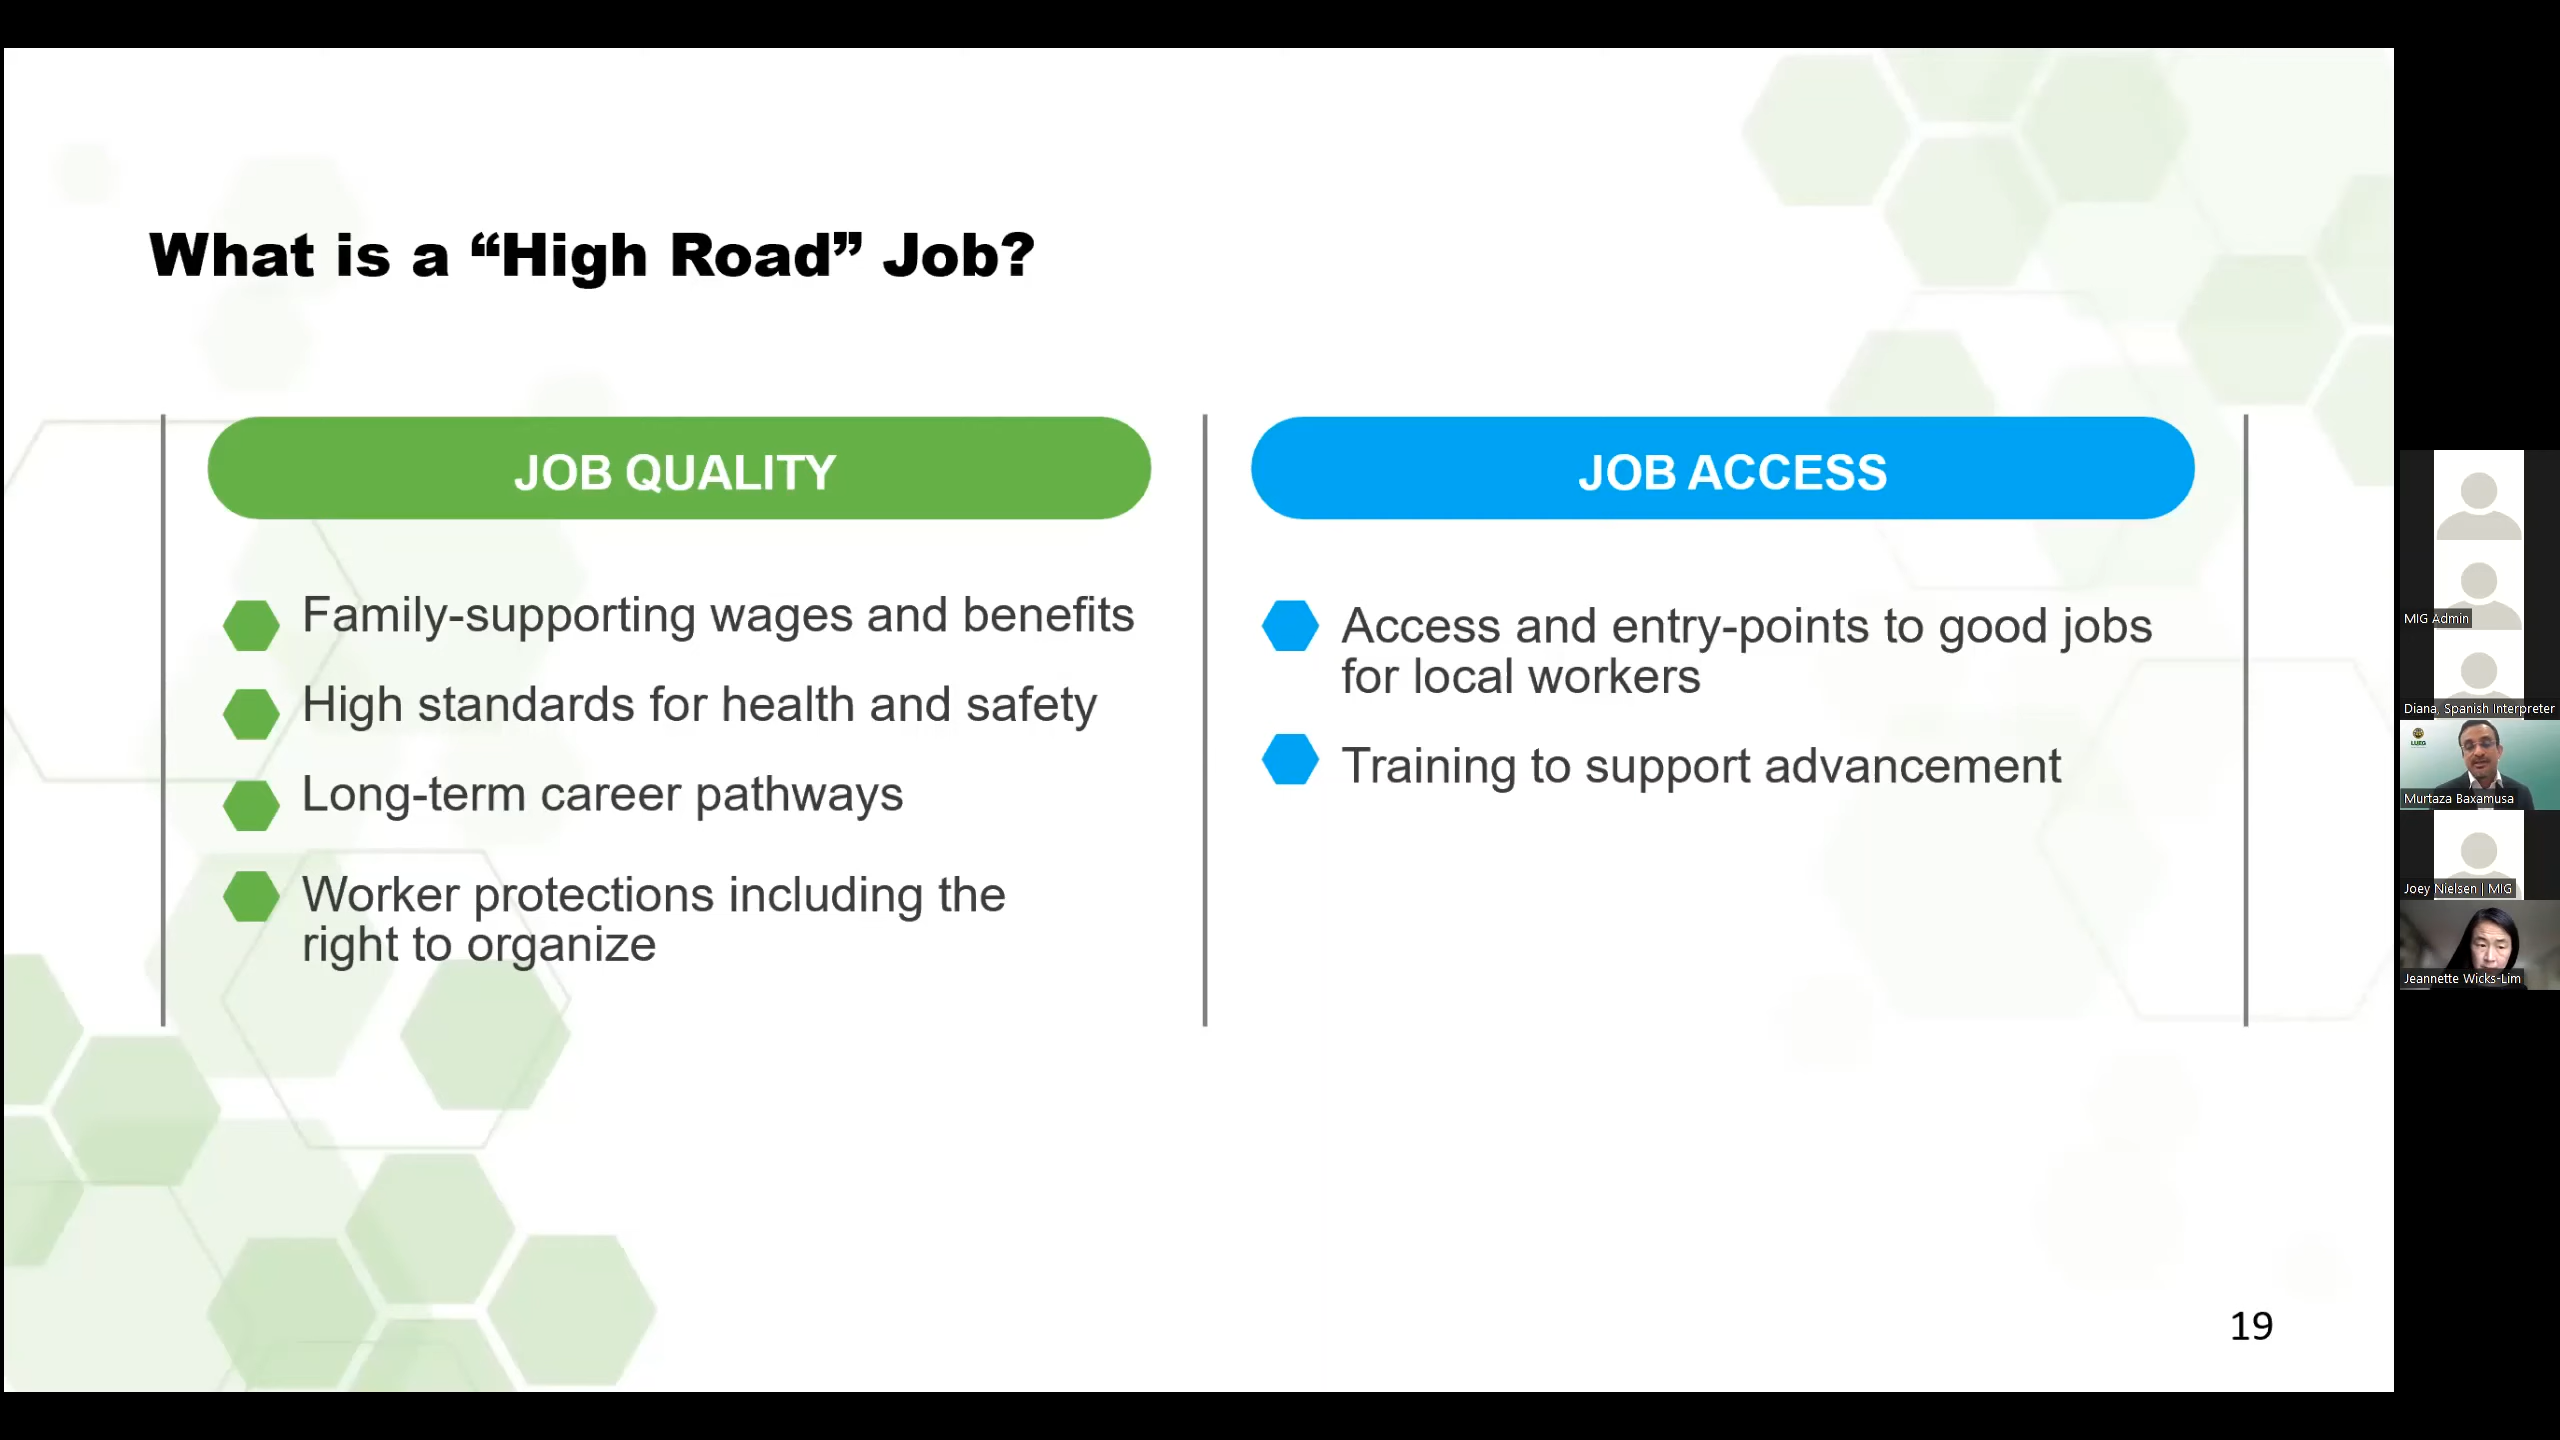 What is a “High Road” Job?
JOB QUALITY
Family-supporting wages and benefits
High standards for health and safety
Long-term career pathways
Worker protections including the
right to organize
JOB ACCESS
Access and entry-points to good jobs
for local workers
Training to support advancement
19
MIG Admin
Diana, Spanish Interpreter
LUEG
Murtaza Baxamusa
Joey Nielsen | MIG
Jeannette Wicks-Lim